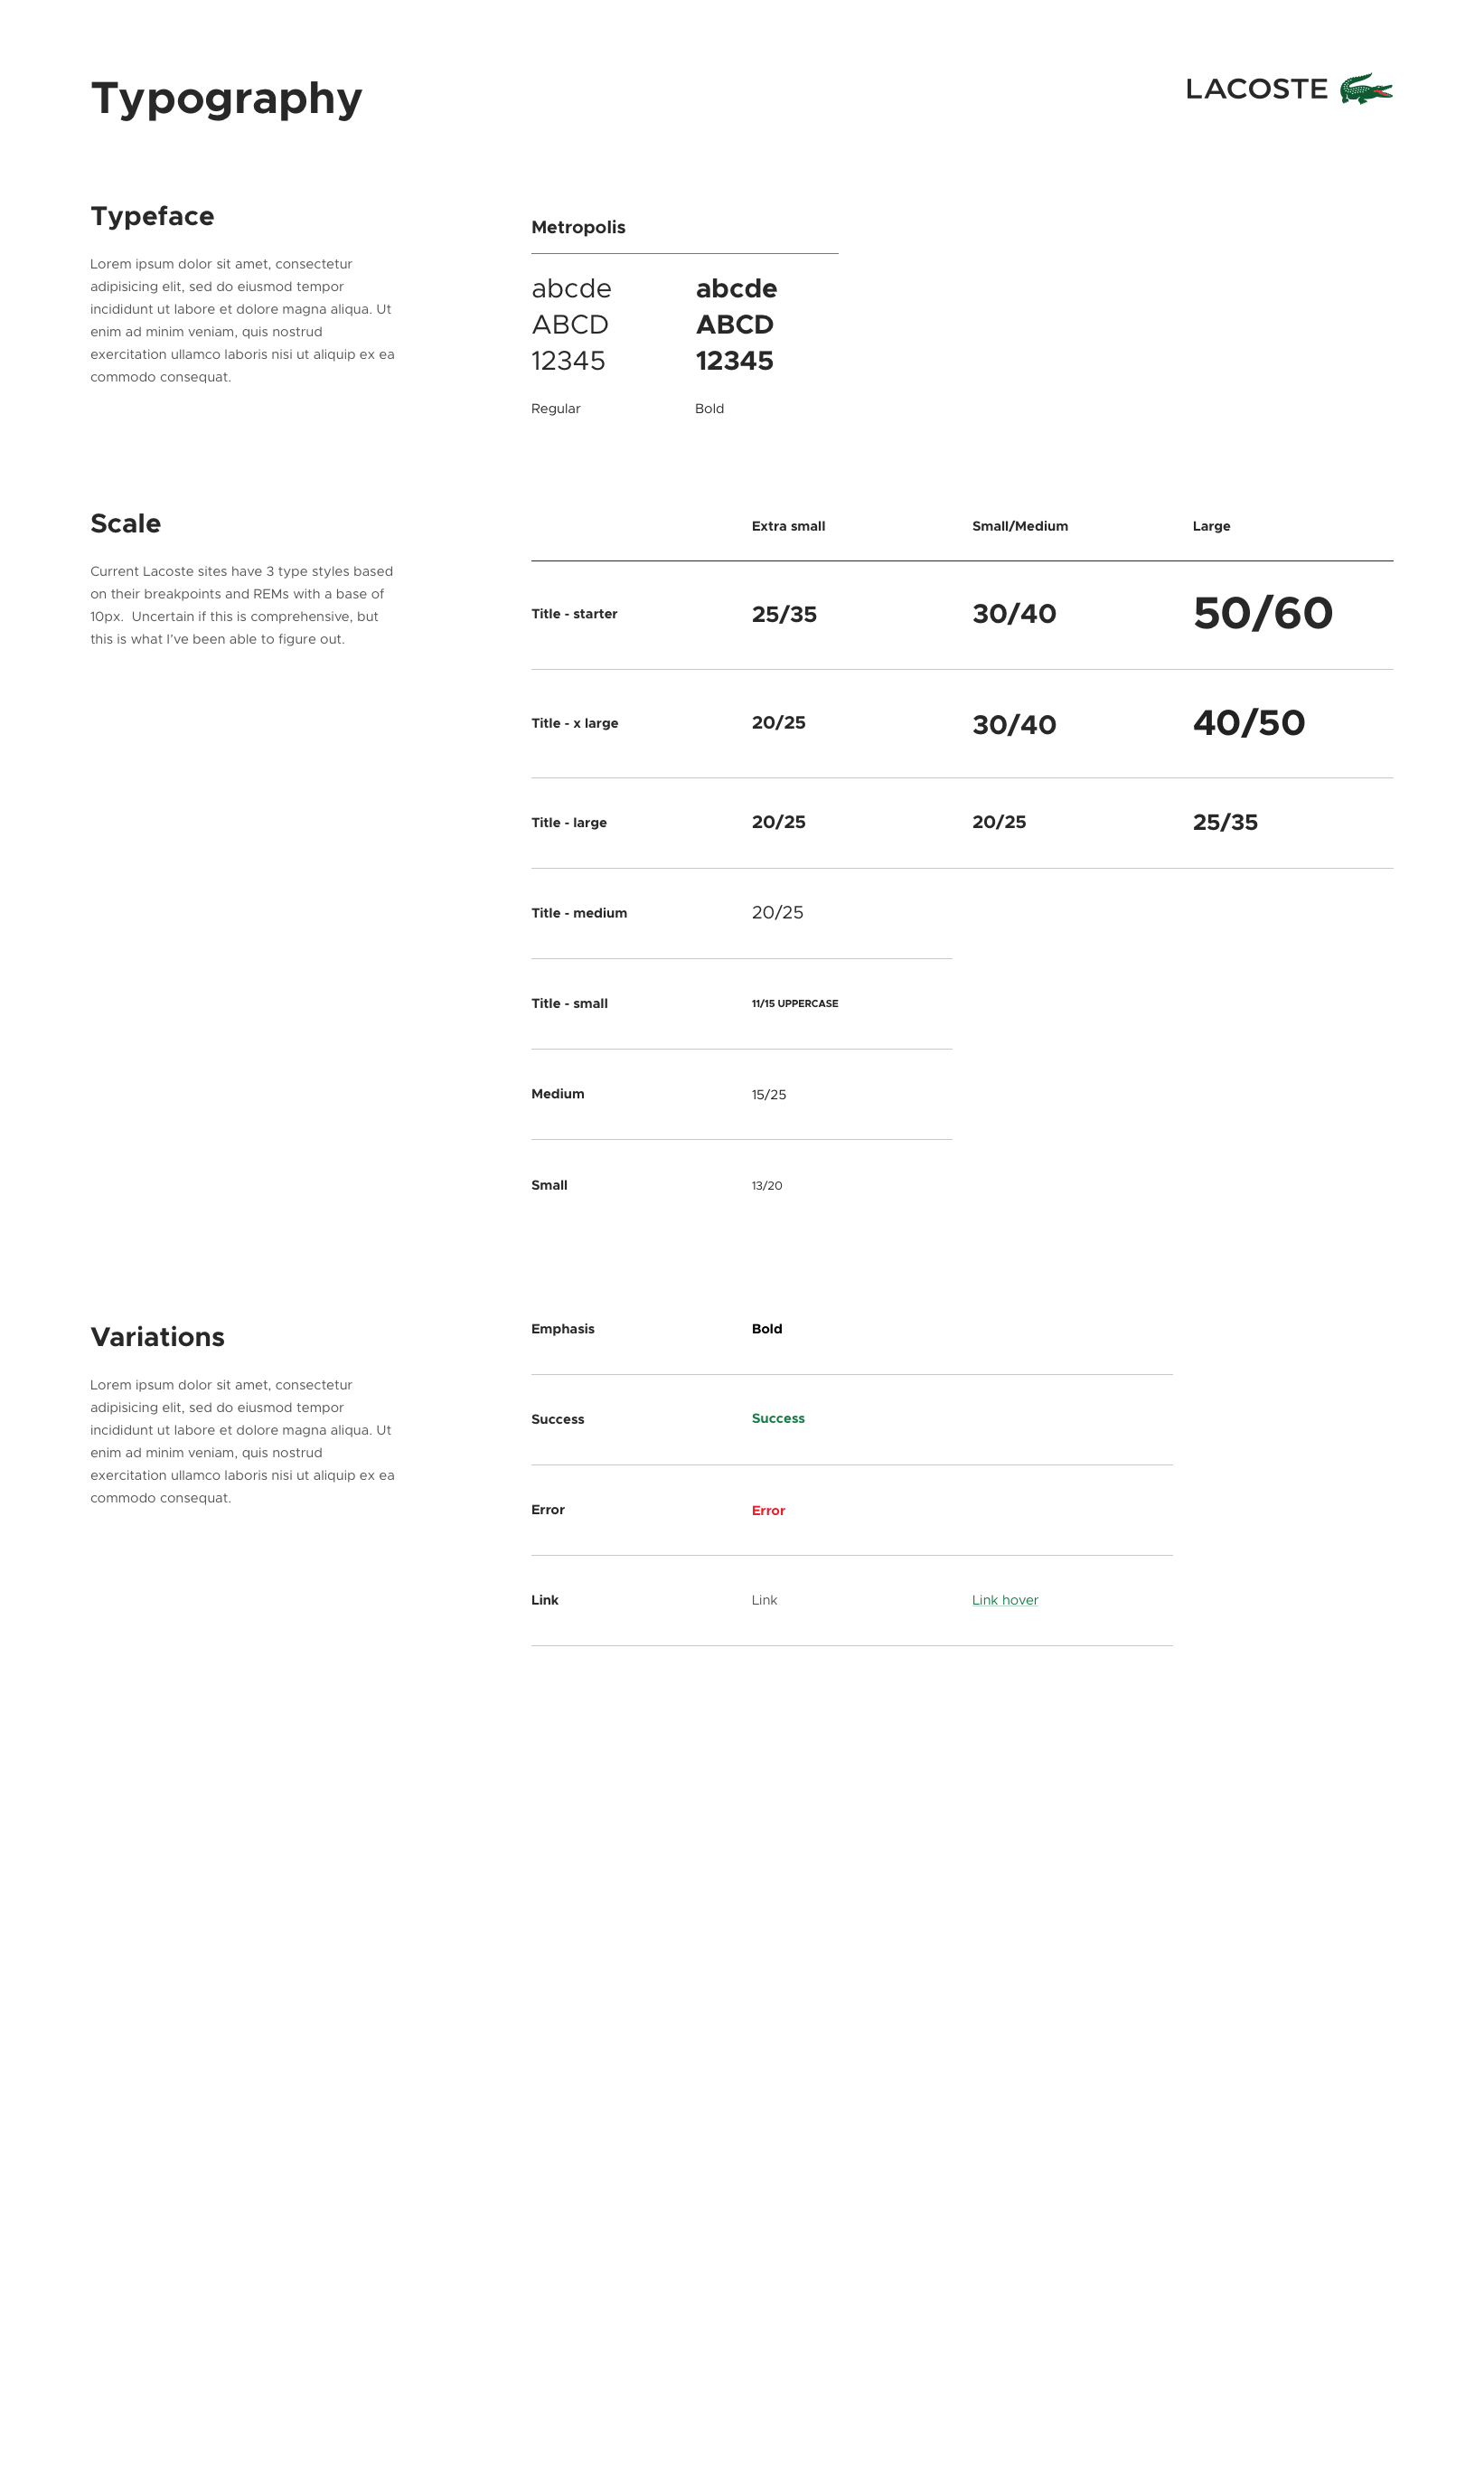 Typography
LACOSTE
Typeface
Lorem ipsum dolor sit amet, consectetur
adipisicing elit, sed do eiusmod tempor
incididunt ut labore et dolore magna aliqua. Ut
enim ad minim veniam, quis nostrud
exercitation ullamco laboris nisi ut aliquip ex ea
commodo consequat.
Metropolis
abcde abcde
ABCD ABCD
12345 12345
Regular Bold
Scale
Current Lacoste sites have 3 type styles based
on their breakpoints and REMs with a base of
10px.  Uncertain if this is comprehensive, but
this is what I've been able to figure out.
Extra small Small/Medium Large
Title - starter 25/35 30/40 50/60
Title - x large 20/25 30/40 40/50
Title - large 20/25 20/25 25/35
Title - medium 20/25
Title - small 11/15 UPPERCASE
Medium 15/25
Small 13/20
Variations
Lorem ipsum dolor sit amet, consectetur
adipisicing elit, sed do eiusmod tempor
incididunt ut labore et dolore magna aliqua. Ut
enim ad minim veniam, quis nostrud
exercitation ullamco laboris nisi ut aliquip ex ea
commodo consequat.
Emphasis Bold
Success Success
Error Error
Link Link Link hover